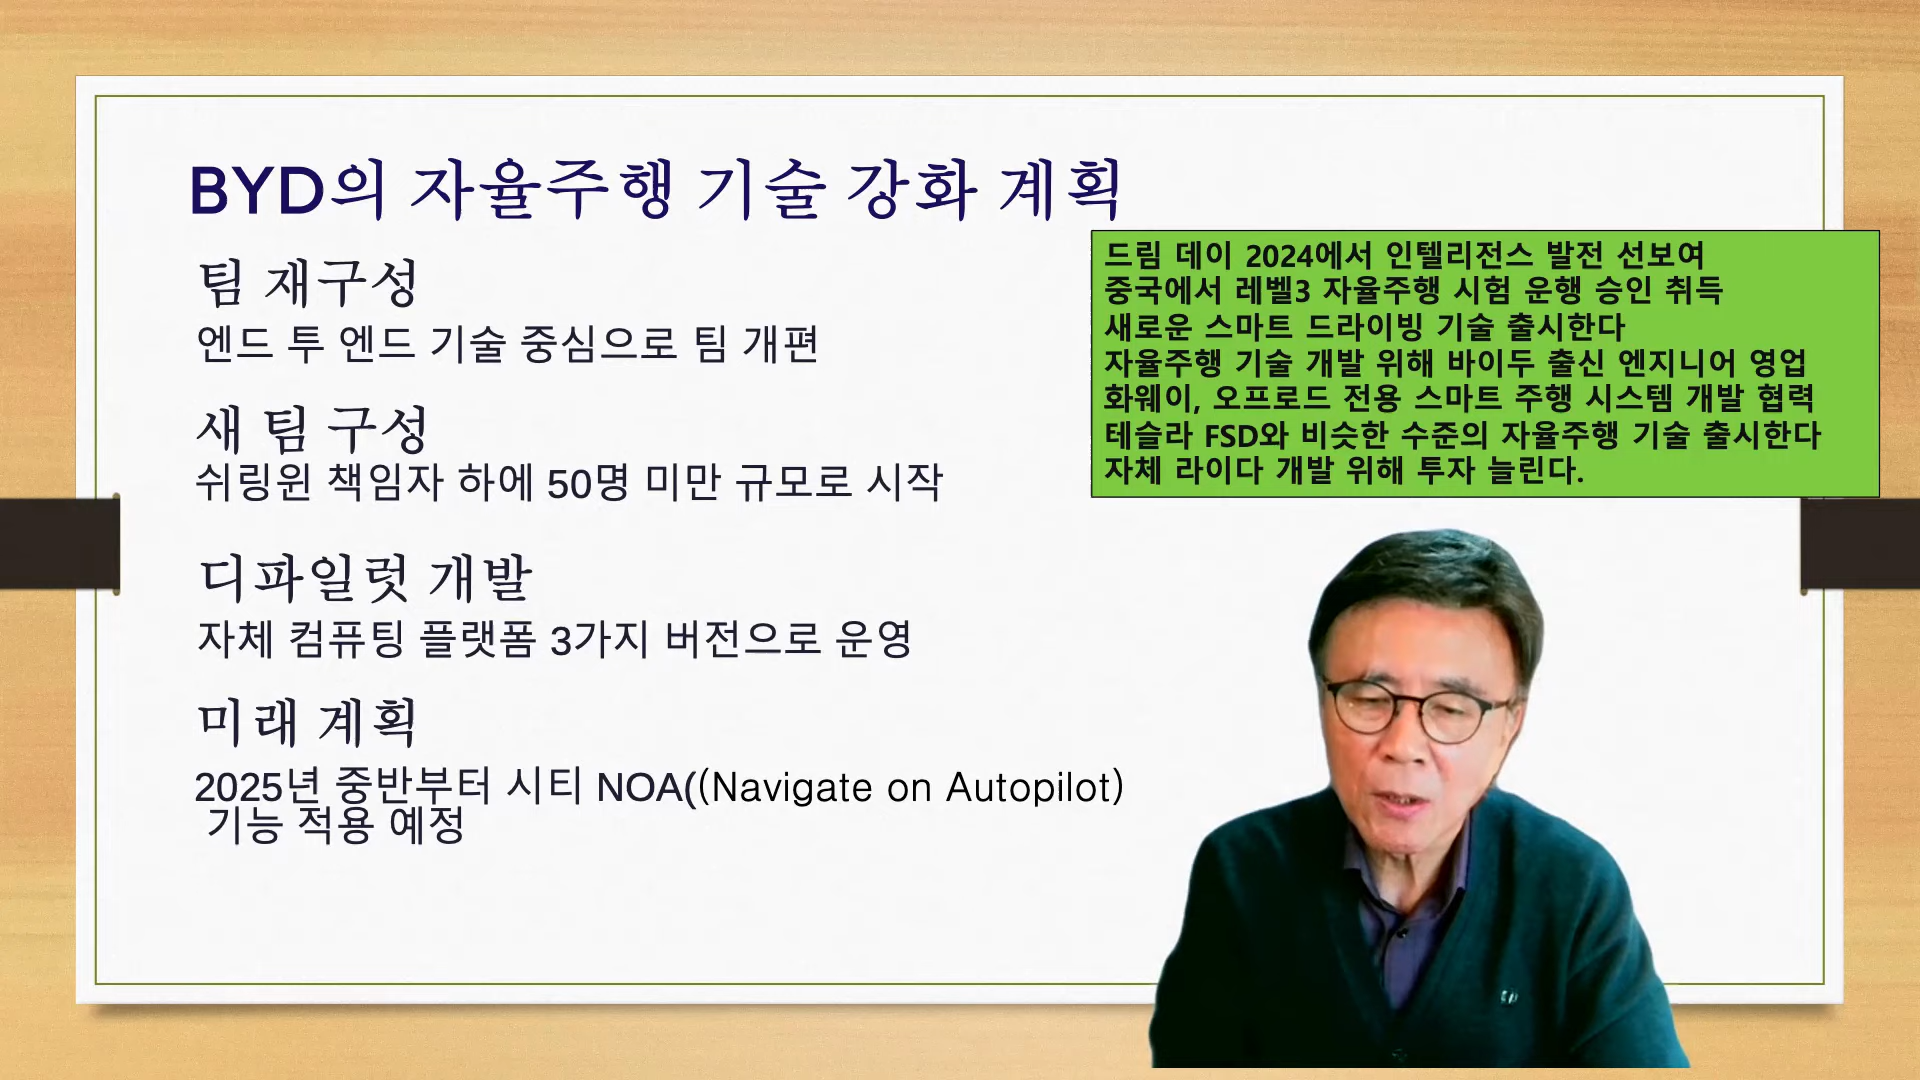 BYD의 자율주행 기술 강화 계획
팀 재구성
엔드 투 엔드 기술 중심으로 팀 개편
새 팀 구성
쉬링윈 책임자 하에 50명 미만 규모로 시작
디파일럿 개발
자체 컴퓨팅 플랫폼 3가지 버전으로 운영
미래 계획
2025년 중반부터 시티 NOA((Navigate on Autopilot)
기능 적용 예정
드림 데이 2024에서 인텔리전스 발전 선보여
중국에서 레벨3 자율주행 시험 운행 승인 취득
새로운 스마트 드라이빙 기술 출시한다
자율주행 기술 개발 위해 바이두 출신 엔지니어 영업
화웨이, 오프로드 전용 스마트 주행 시스템 개발 협력
테슬라 FSD와 비슷한 수준의 자율주행 기술 출시한다
자체 라이다 개발 위해 투자 늘린다.